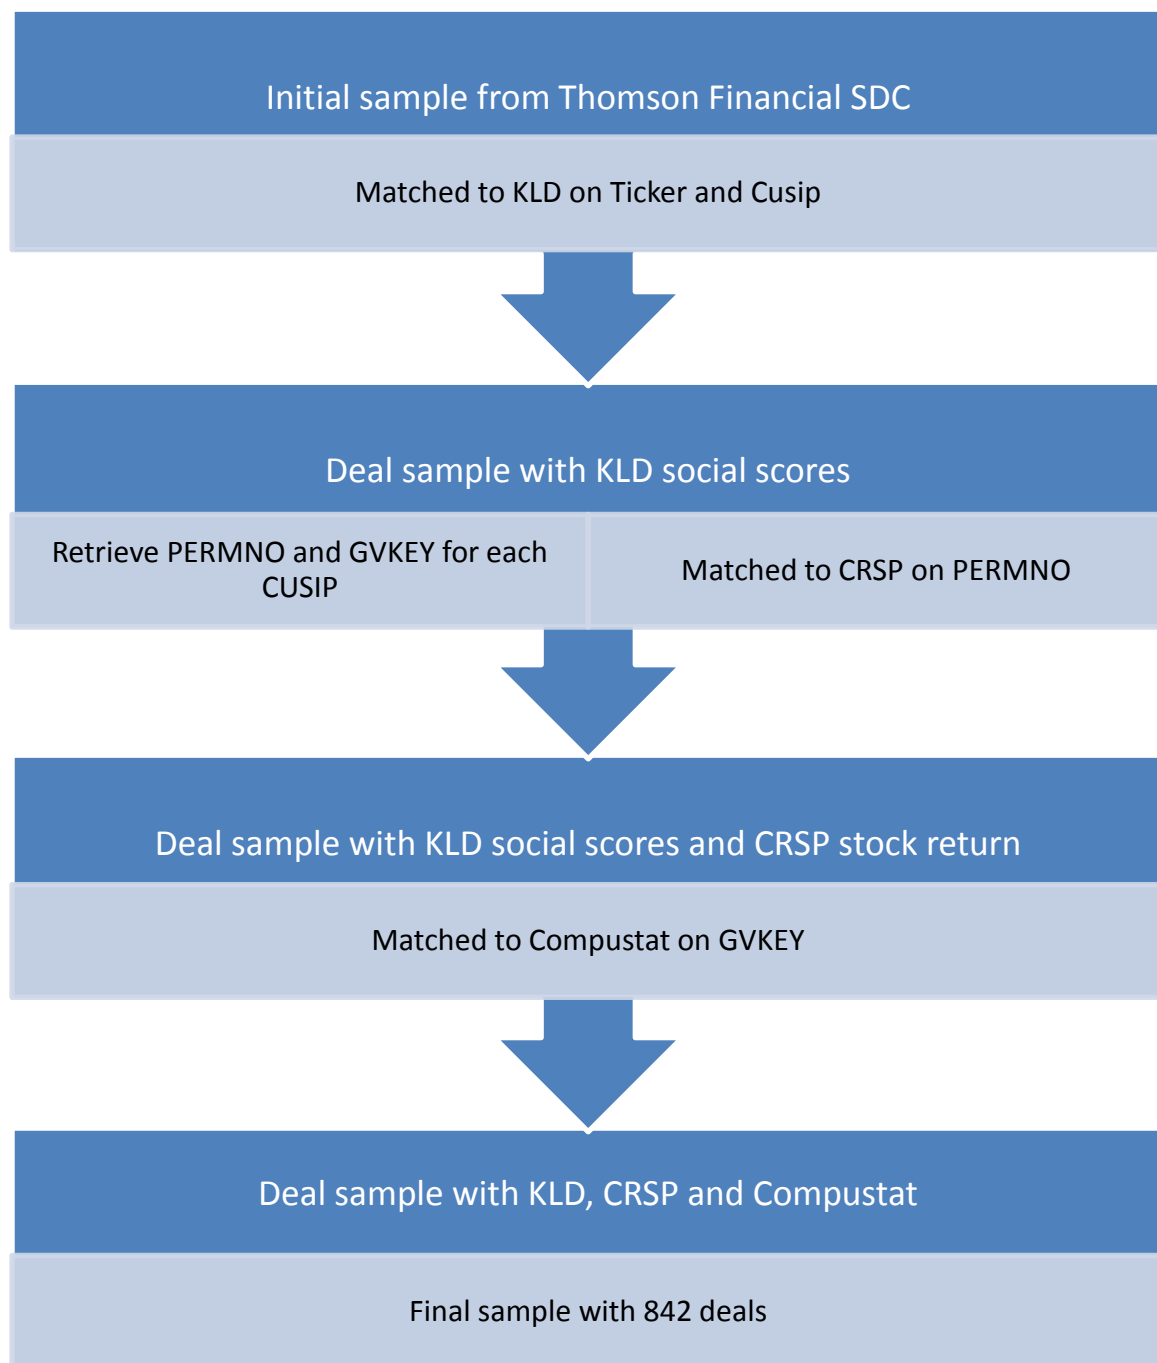 Initial sample from Thomson Financial SDC
Matched to KLD on Ticker and Cusip
Deal sample with KLD social scores
Retrieve PERMNO and GVKEY for each
CUSIP
Matched to CRSP on PERMNO
Deal sample with KLD social scores and CRSP stock return
Matched to Compustat on GVKEY
Deal sample with KLD, CRSP and Compustat
Final sample with 842 deals